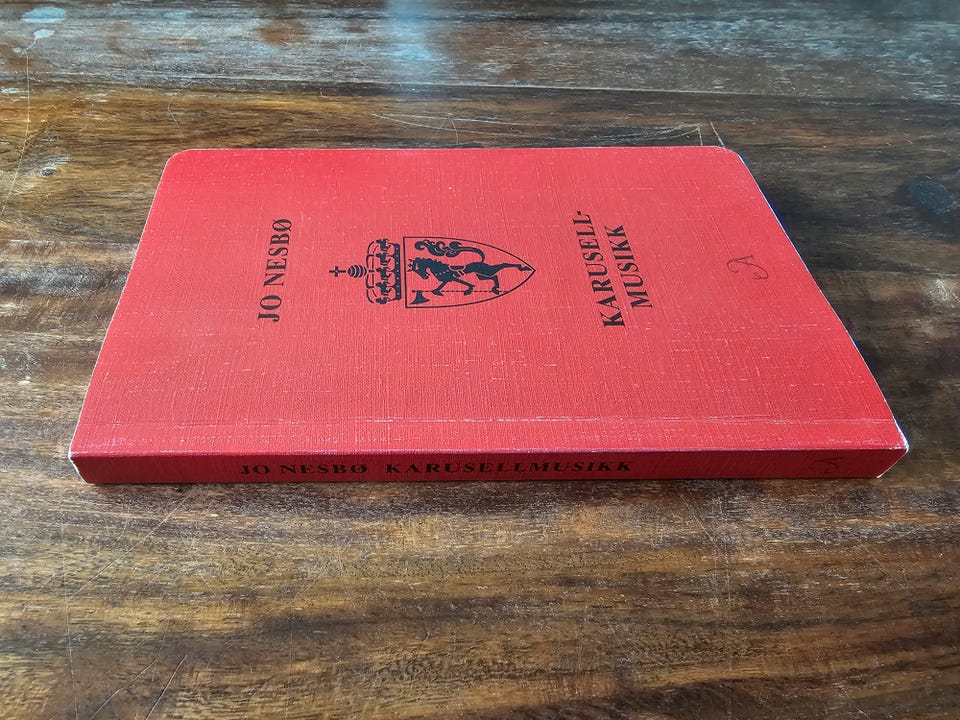 JO NESBØ
KARUSELL-
MUSIKK
A
JO NESBØ KARUSELLMUSIKK
A